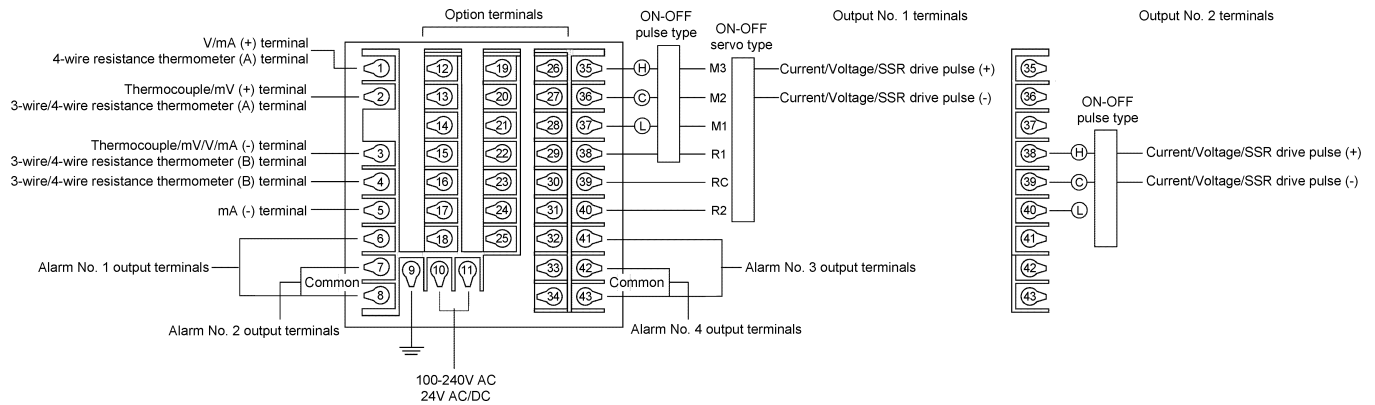 Option terminals
ON-OFF
pulse type
ON-OFF
servo type
Output No. 1 terminals
Output No. 2 terminals
V/mA (+) terminal
4-wire resistance thermometer (A) terminal
Thermocouple/mV (+) terminal
3-wire/4-wire resistance thermometer (A) terminal
Thermocouple/mV/V/mA (-) terminal
3-wire/4-wire resistance thermometer (B) terminal
3-wire/4-wire resistance thermometer (B) terminal
mA (-) terminal
Alarm No. 1 output terminals
Common
Alarm No. 2 output terminals
1
2
3
4
5
6
7
8
9
10
11
12
13
14
15
16
17
18
19
20
21
22
23
24
25
26
27
28
29
30
31
32
33
34
35
36
37
38
39
40
41
42
43
H
C
L
M3
M2
M1
R1
RC
R2
Current/Voltage/SSR drive pulse (+)
Current/Voltage/SSR drive pulse (-)
Alarm No. 3 output terminals
Common
Alarm No. 4 output terminals
100-240V AC
24V AC/DC
35
36
37
38
39
40
41
42
43
H
C
L
ON-OFF
pulse type
Current/Voltage/SSR drive pulse (+)
Current/Voltage/SSR drive pulse (-)